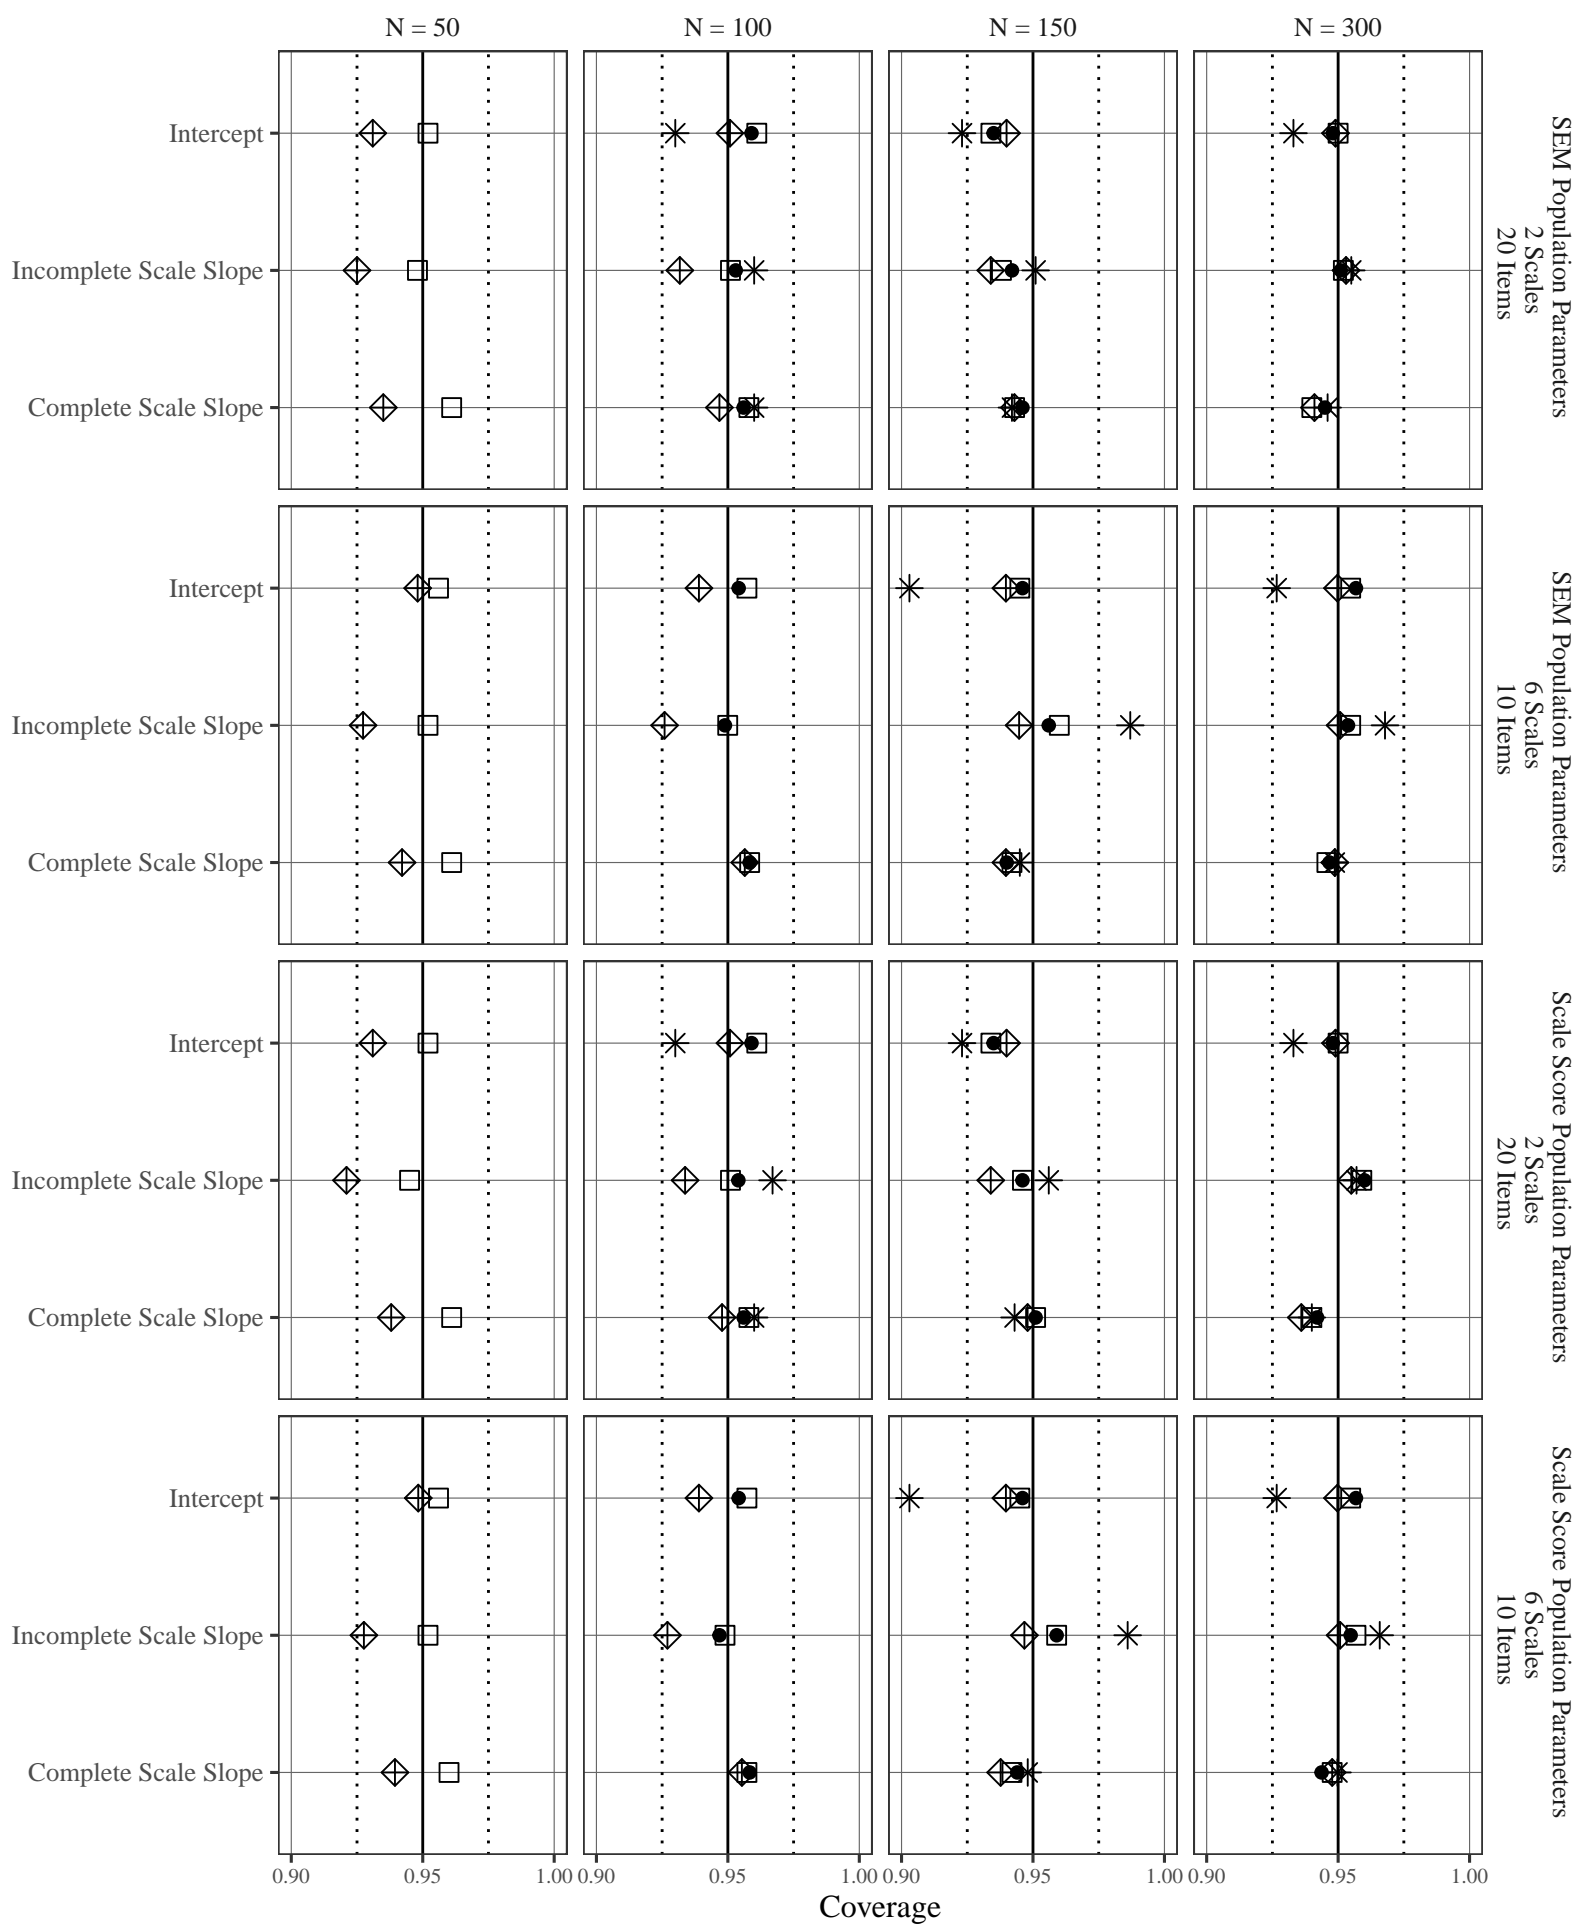 N = 50
N = 100
N = 150
N = 300
Intercept
Incomplete Scale Slope
Complete Scale Slope
SEM Population Parameters
2 Scales
20 Items
Intercept
Incomplete Scale Slope
Complete Scale Slope
SEM Population Parameters
6 Scales
10 Items
Intercept
Incomplete Scale Slope
Complete Scale Slope
Scale Score Population Parameters
2 Scales
20 Items
Intercept
Incomplete Scale Slope
Complete Scale Slope
Scale Score Population Parameters
6 Scales
10 Items
0.90 0.95 1.00 0.90 0.95 1.00 0.90 0.95 1.00 0.90 0.95 1.00
Coverage